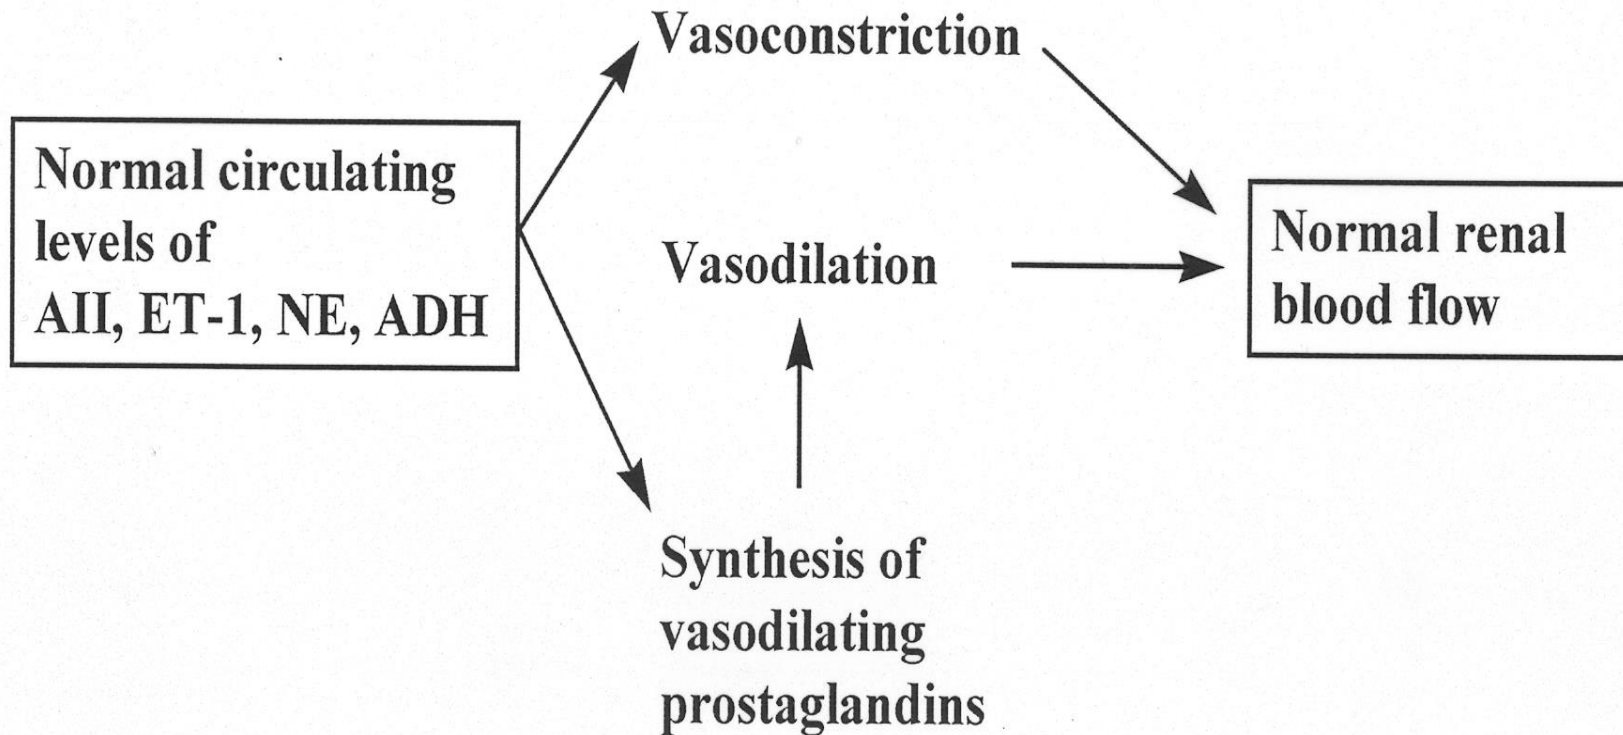 Vasoconstriction
Normal circulating
levels of
AII, ET-1, NE, ADH
Vasodilation
Normal renal
blood flow
Synthesis of
vasodilating
prostaglandins